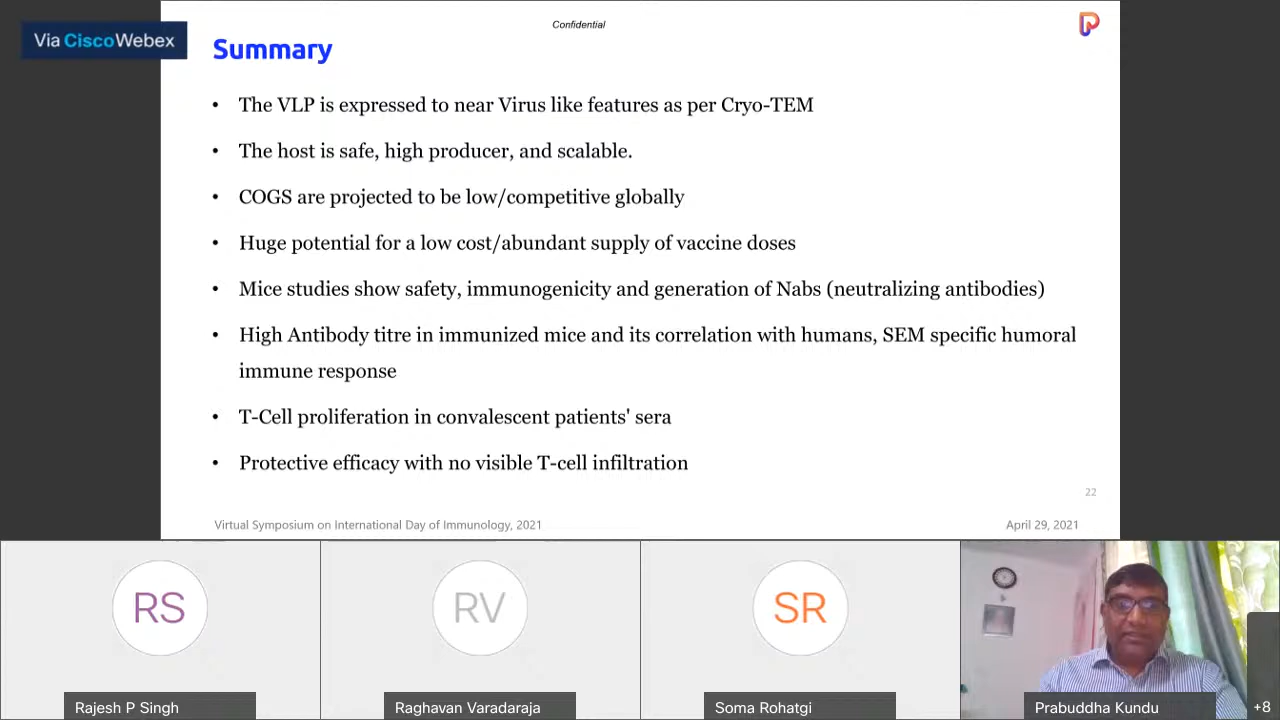 Confidential
Via CiscoWebex
Summary
• The VLP is expressed to near Virus like features as per Cryo-TEM
• The host is safe, high producer, and scalable.
• COGS are projected to be low/competitive globally
• Huge potential for a low cost/abundant supply of vaccine doses
• Mice studies show safety, immunogenicity and generation of Nabs (neutralizing antibodies)
• High Antibody titre in immunized mice and its correlation with humans, SEM specific humoral
immune response
• T-Cell proliferation in convalescent patients' sera
• Protective efficacy with no visible T-cell infiltration
22
Virtual Symposium on International Day of Immunology, 2021
April 29, 2021
RS
RV
SR
Rajesh P Singh
Raghavan Varadaraja
Soma Rohatgi
Prabuddha Kundu
+8